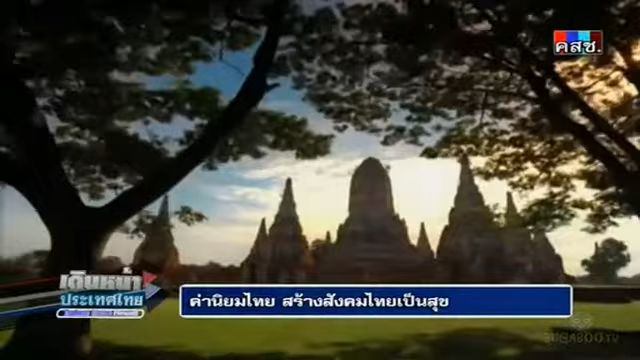 คสช.
เดินหน้า
ประเทศไทย
ค่านิยมไทย สร้างสังคมไทยเป็นสุข